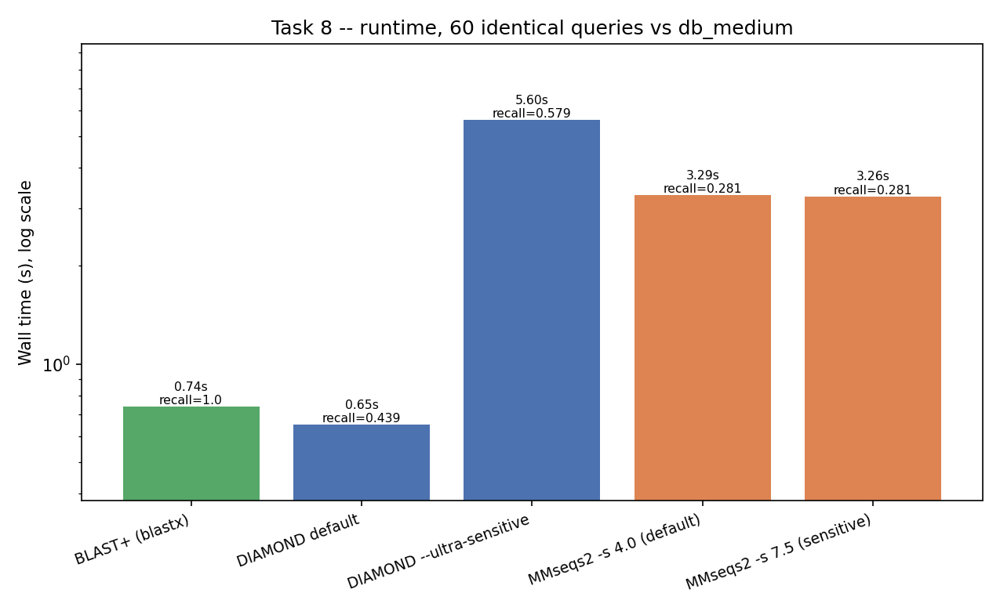 Task 8 -- runtime, 60 identical queries vs db_medium
Wall time (s), log scale
10⁰
0.74s
recall=1.0
0.65s
recall=0.439
5.60s
recall=0.579
3.29s
recall=0.281
3.26s
recall=0.281
BLAST+ (blastx)
DIAMOND default
DIAMOND --ultra-sensitive
MMseqs2 -s 4.0 (default)
MMseqs2 -s 7.5 (sensitive)